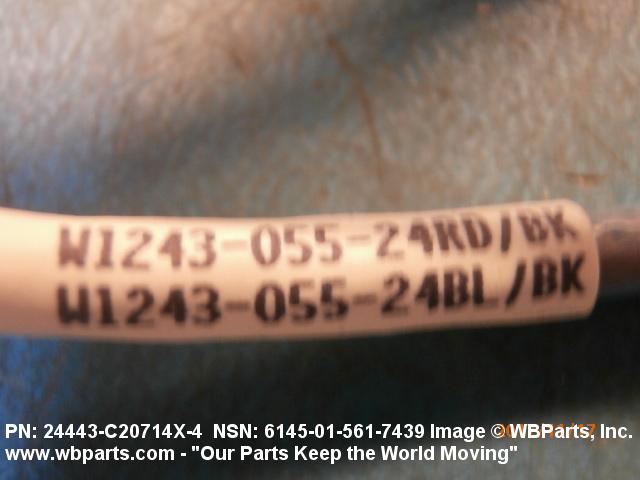 W1243-055-24RD/BK
W1243-055-24BL/BK
PN: 24443-C20714X-4 NSN: 6145-01-561-7439 Image © WBParts, Inc.
www.wbparts.com - "Our Parts Keep the World Moving"